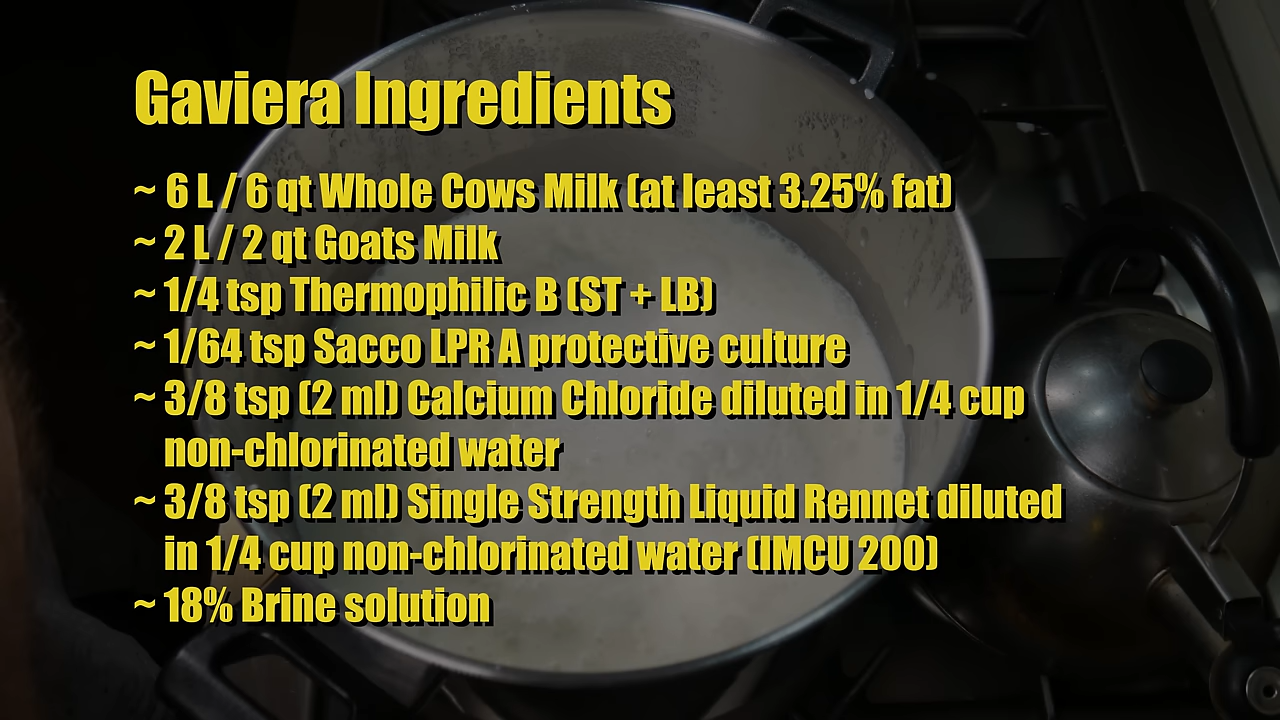 Gaviera Ingredients
~ 6 L / 6 qt Whole Cows Milk (at least 3.25% fat)
~ 2 L / 2 qt Goats Milk
~ 1/4 tsp Thermophilic B (ST + LB)
~ 1/64 tsp Sacco LPR A protective culture
~ 3/8 tsp (2 ml) Calcium Chloride diluted in 1/4 cup
non-chlorinated water
~ 3/8 tsp (2 ml) Single Strength Liquid Rennet diluted
in 1/4 cup non-chlorinated water (IMCU 200)
~ 18% Brine solution